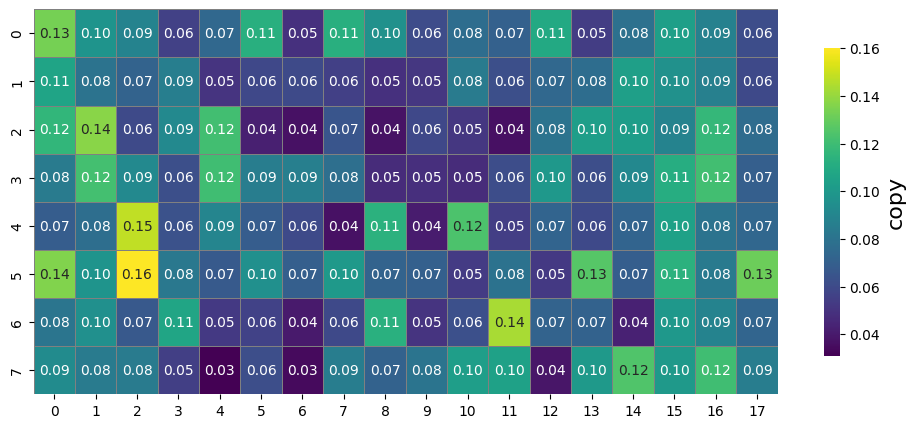 0 0.13 0.10 0.09 0.06 0.07 0.11 0.05 0.11 0.10 0.06 0.08 0.07 0.11 0.05 0.08 0.10 0.09 0.06
1 0.11 0.08 0.07 0.09 0.05 0.06 0.06 0.06 0.05 0.05 0.08 0.06 0.07 0.08 0.10 0.10 0.09 0.06
2 0.12 0.14 0.06 0.09 0.12 0.04 0.04 0.07 0.04 0.06 0.05 0.04 0.08 0.10 0.10 0.09 0.12 0.08
3 0.08 0.12 0.09 0.06 0.12 0.09 0.09 0.08 0.05 0.05 0.05 0.06 0.10 0.06 0.09 0.11 0.12 0.07
4 0.07 0.08 0.15 0.06 0.09 0.07 0.06 0.04 0.11 0.04 0.12 0.05 0.07 0.06 0.07 0.10 0.08 0.07
5 0.14 0.10 0.16 0.08 0.07 0.10 0.07 0.10 0.07 0.07 0.05 0.08 0.05 0.13 0.07 0.11 0.08 0.13
6 0.08 0.10 0.07 0.11 0.05 0.06 0.04 0.06 0.11 0.05 0.06 0.14 0.07 0.07 0.04 0.10 0.09 0.07
7 0.09 0.08 0.08 0.05 0.03 0.06 0.03 0.09 0.07 0.08 0.10 0.10 0.04 0.10 0.12 0.10 0.12 0.09
0 1 2 3 4 5 6 7 8 9 10 11 12 13 14 15 16 17
0.16
0.14
0.12
0.10
0.08
0.06
0.04
copy